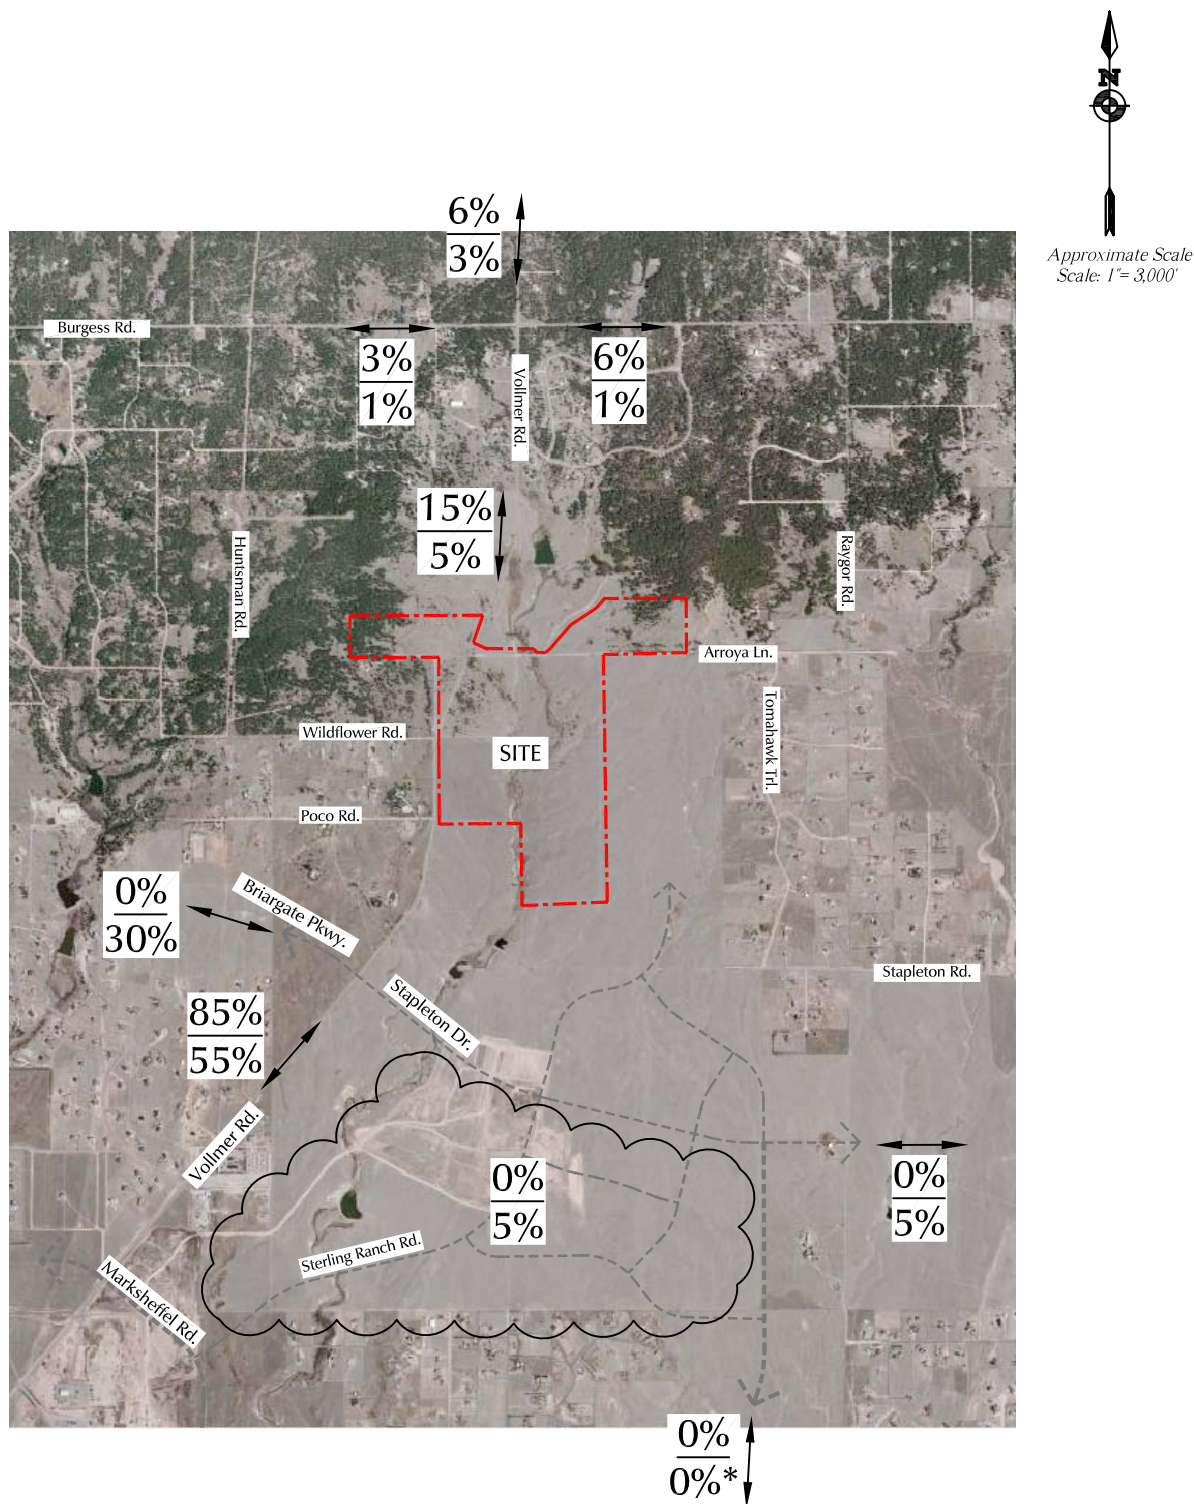 N
Approximate Scale
Scale: 1"= 3,000'
6%
3%
Burgess Rd.
3%
1%
6%
1%
Vollmer Rd.
15%
5%
Huntsman Rd.
Raygor Rd.
Arroya Ln.
Tomahawk Trl.
Wildflower Rd.
SITE
Poco Rd.
0%
30%
Briargate Pkwy.
Stapleton Rd.
Stapleton Dr.
85%
55%
Vollmer Rd.
0%
5%
0%
5%
Sterling Ranch Rd.
Marksheffel Rd.
0%
0%*